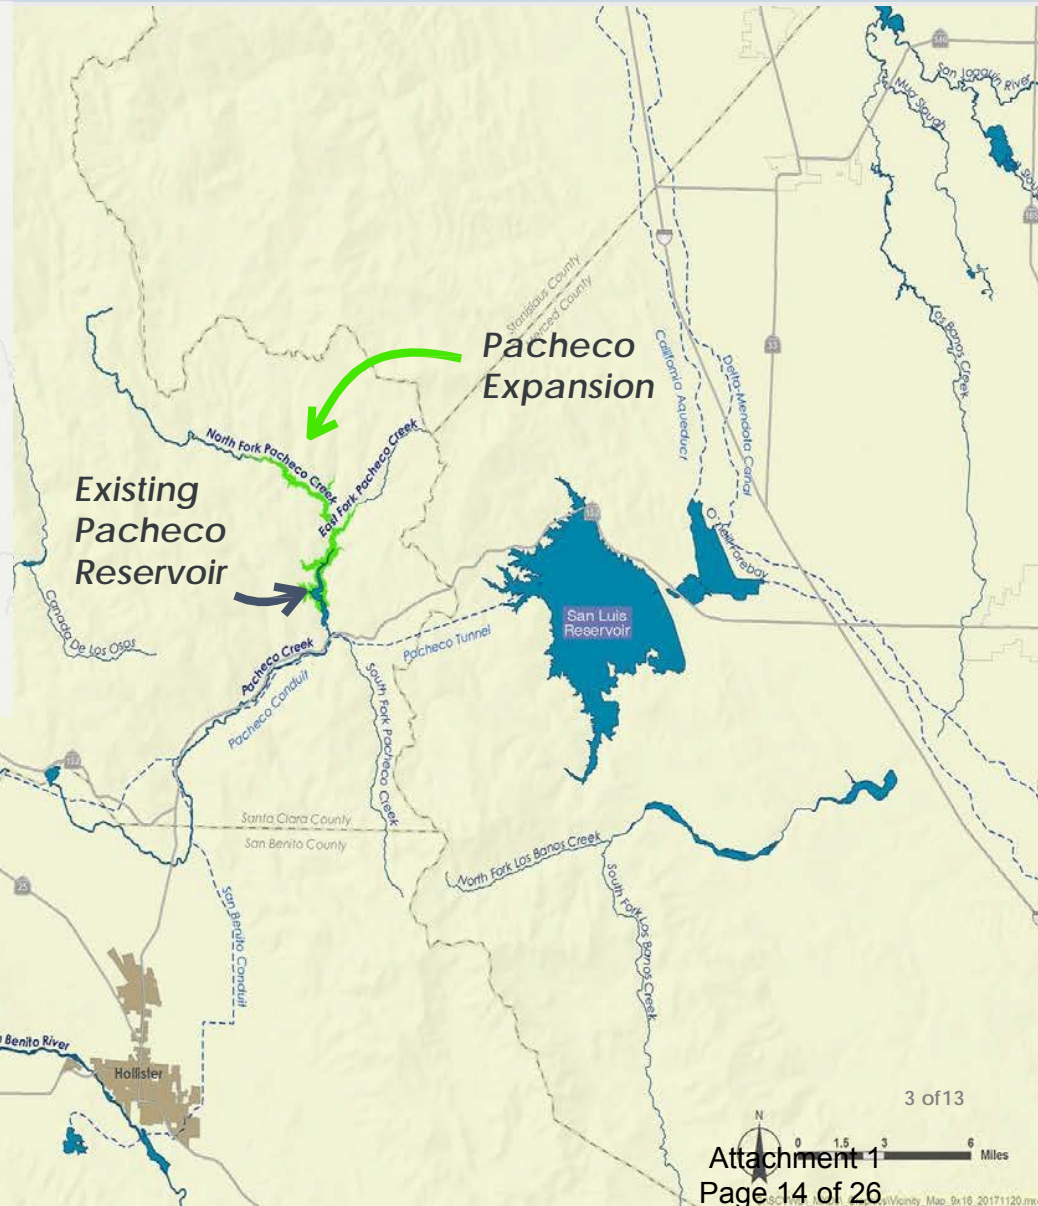 140
San Joaquin River
Mud Slough
165
Stanislaus County
Merced County
California Aqueduct
Delta-Mendota Canal
33
Los Banos Creek
Pacheco
Expansion
North Fork Pacheco Creek
East Fork Pacheco Creek
Existing
Pacheco
Reservoir
152
O'Neill Forebay
San Luis
Reservoir
Canada De Los Osos
Pacheco Creek
Pacheco Conduit
Pacheco Tunnel
South Fork Pacheco Creek
152
Santa Clara County
San Benito County
North Fork Los Banos Creek
South Fork Los Banos Creek
25
San Benito Conduit
Benito River
Hollister
3 of13
N
0 1.5 3 6
Miles
Attachment 1
Page 14 of 26